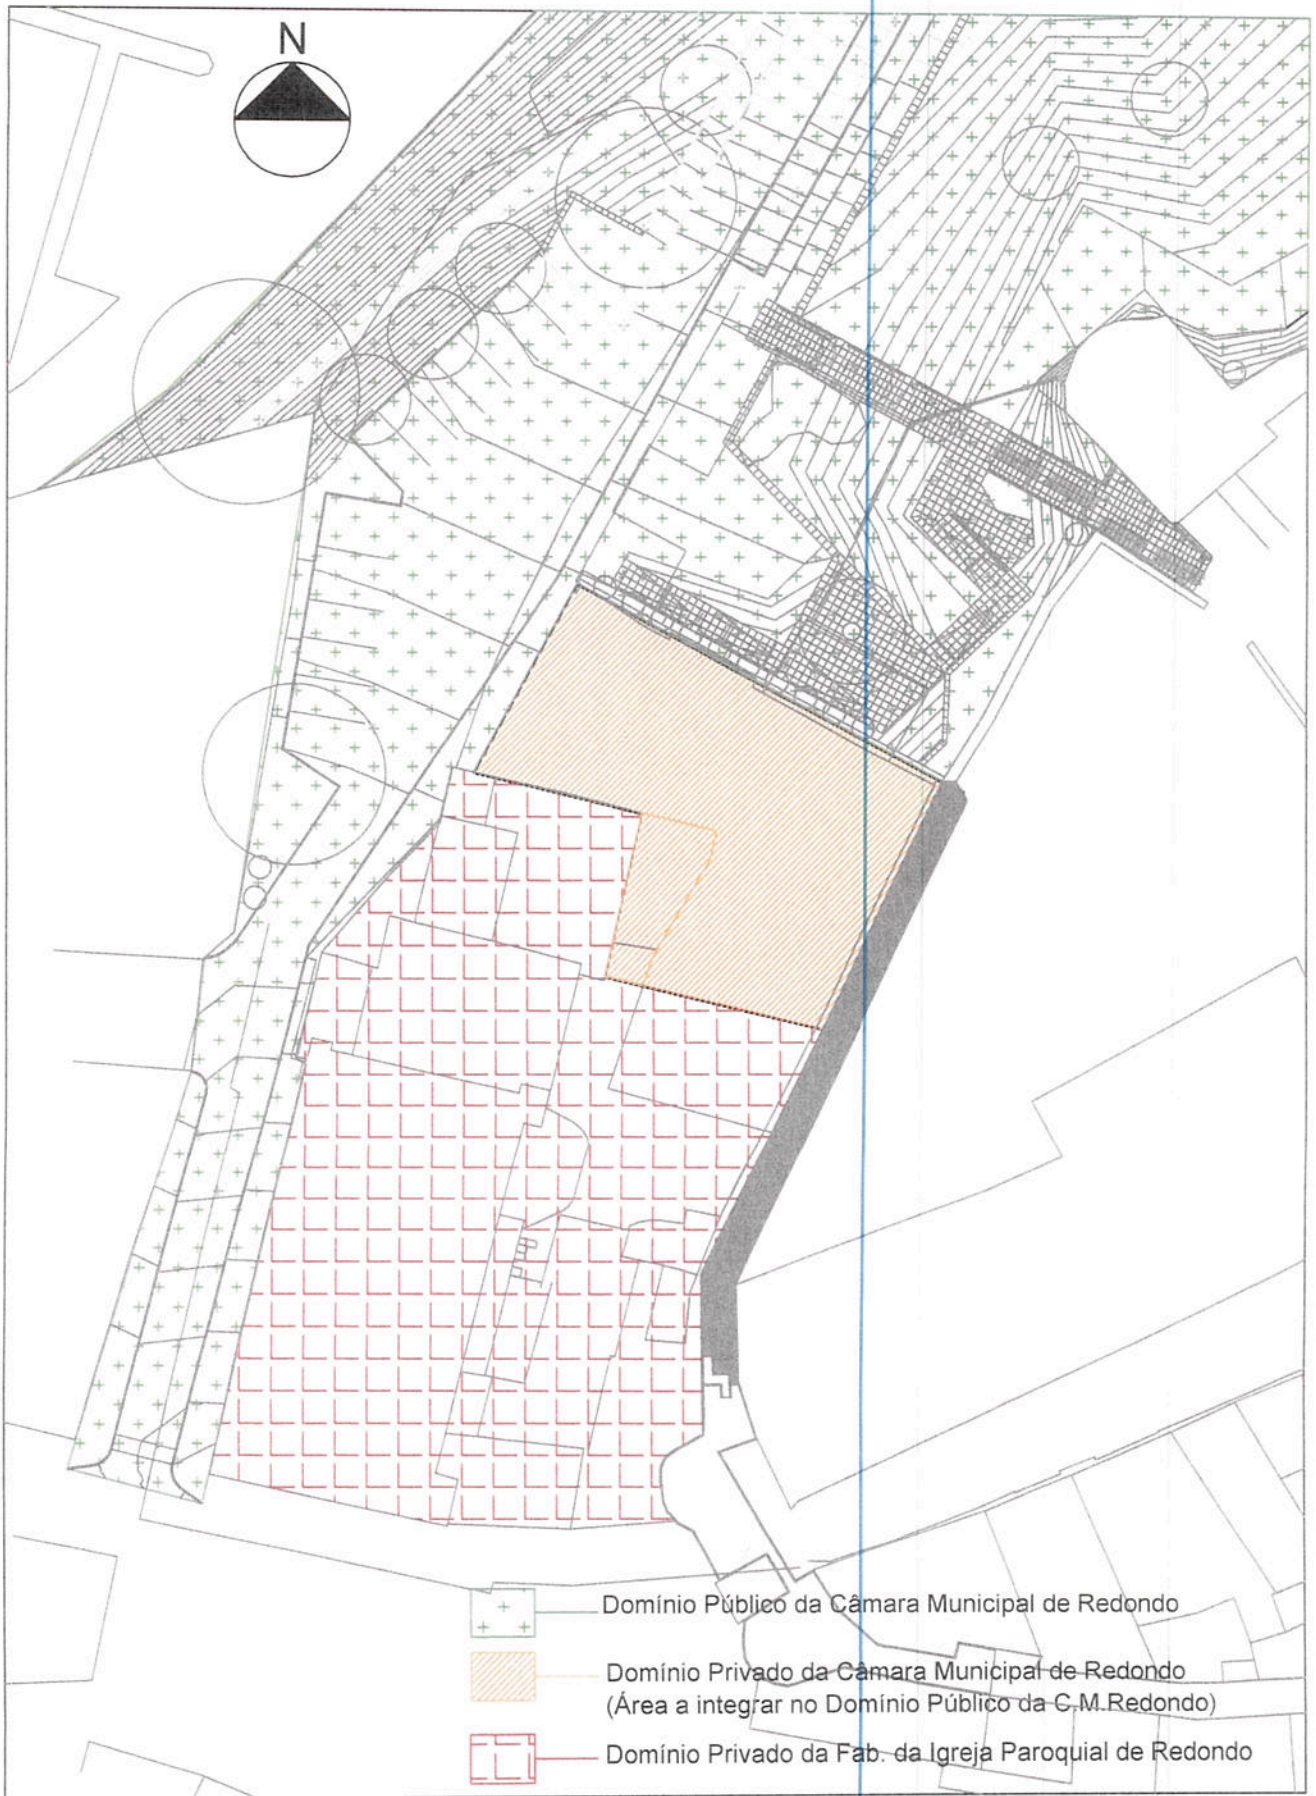 N
Domínio Público da Câmara Municipal de Redondo
Domínio Privado da Câmara Municipal de Redondo
(Área a integrar no Domínio Público da C.M.Redondo)
Domínio Privado da Fab. da Igreja Paroquial de Redondo